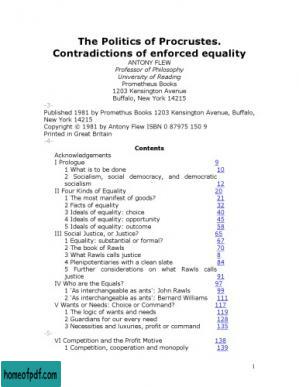 The Politics of Procrustes.
Contradictions of enforced equality
ANTONY FLEW
Professor of Philosophy
University of Reading
Prometheus Books
1203 Kensington Avenue
Buffalo, New York 14215
-3-
Published 1981 by Prometheus Books 1203 Kensington Avenue, Buffalo,
New York 14215
Copyright © 1981 by Antony Flew ISBN 0 87975 150 9
Printed in Great Britain
-4-
Contents
Acknowledgements
I Prologue 9
1 What is to be done 10
2 Socialism, social democracy, and democratic
socialism 12
II Four Kinds of Equality 20
1 The most manifest of goods? 21
2 Facts of equality 32
3 Ideals of equality: choice 40
4 Ideals of equality: opportunity 45
5 Ideals of equality: outcome 58
III Social Justice, or Justice? 65
1 Equality: substantial or formal? 67
2 The book of Rawls 70
3 What Rawls calls justice 8
4 Plenipotentiaries with a clean slate 84
5 Further considerations on what Rawls calls
justice 91
IV Who are the Equals? 97
1 'As interchangeable as ants': John Rawls 99
2 'As interchangeable as ants': Bernard Williams 111
V Wants or Needs: Choice or Command? 117
1 The logic of wants and needs 119
2 Guardians for our every need 128
3 Necessities and luxuries, profit or command 135
-5-
VI Competition and the Profit Motive 138
1 Competition, cooperation and monopoly 139
1
homeofpdf.com